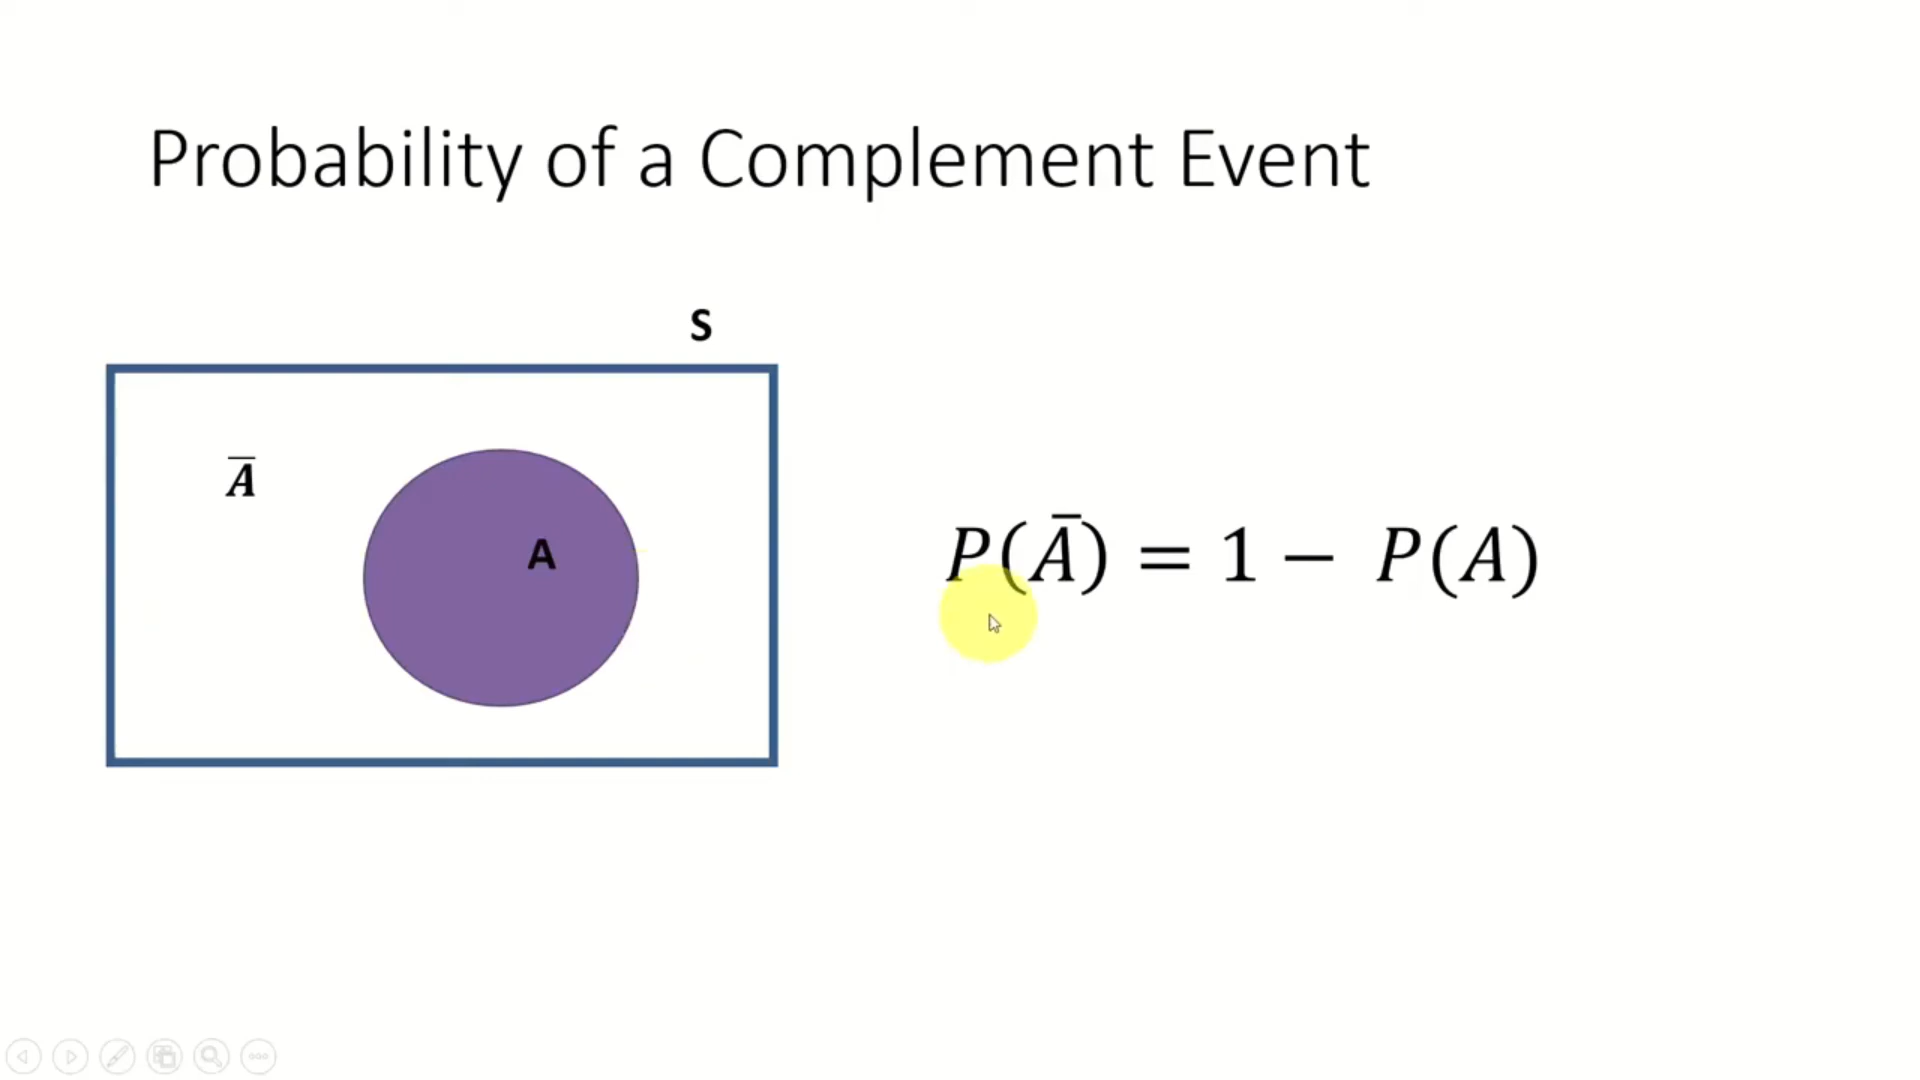 Probability of a Complement Event
S
A̅
A
P(A̅) = 1 − P(A)